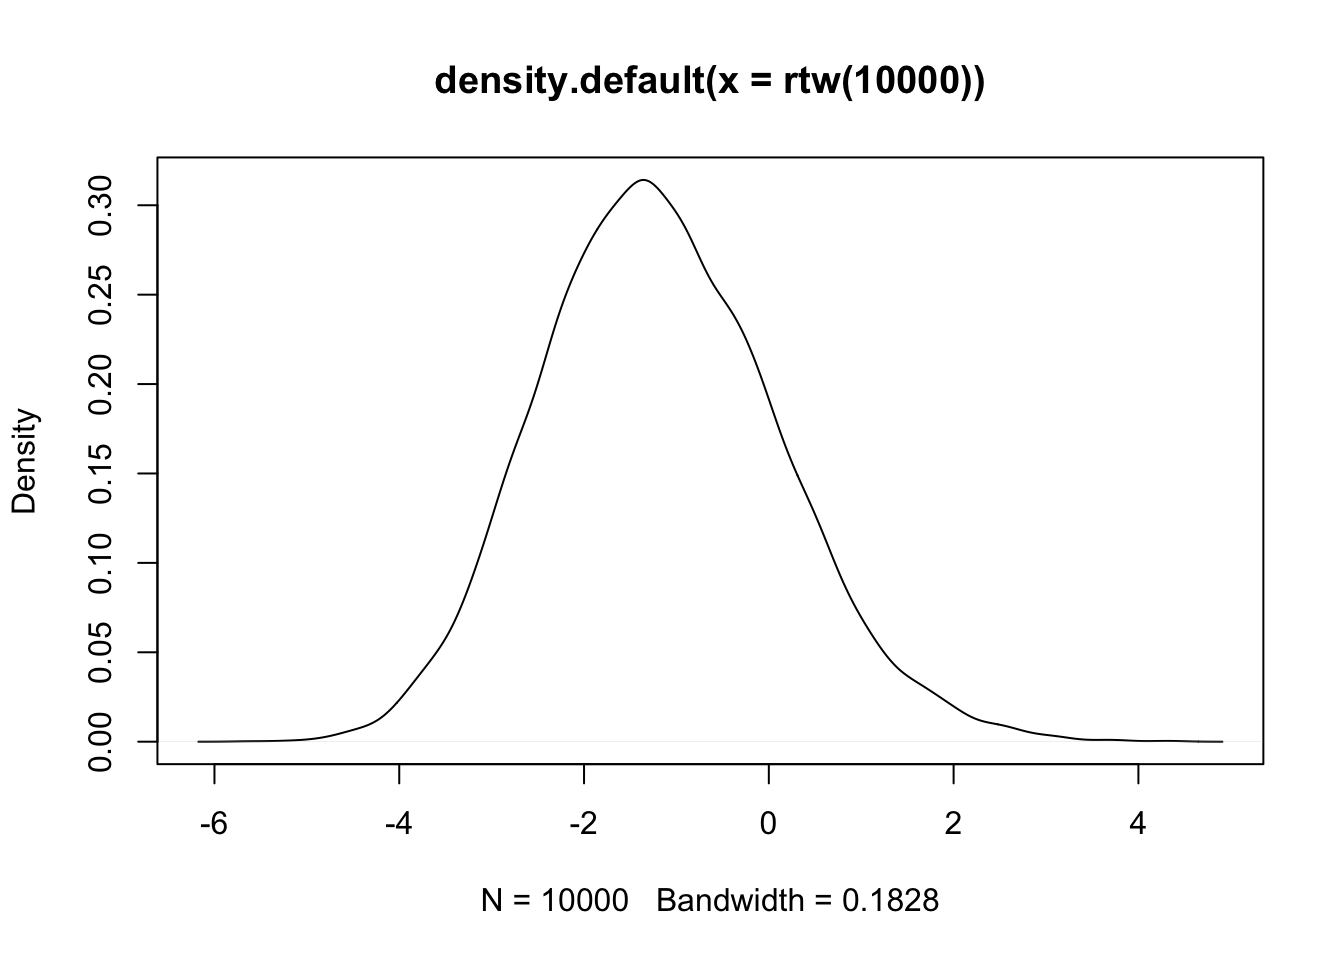 density.default(x = rtw(10000))
Density
0.30
0.25
0.20
0.15
0.10
0.05
0.00
-6 -4 -2 0 2 4
N = 10000 Bandwidth = 0.1828